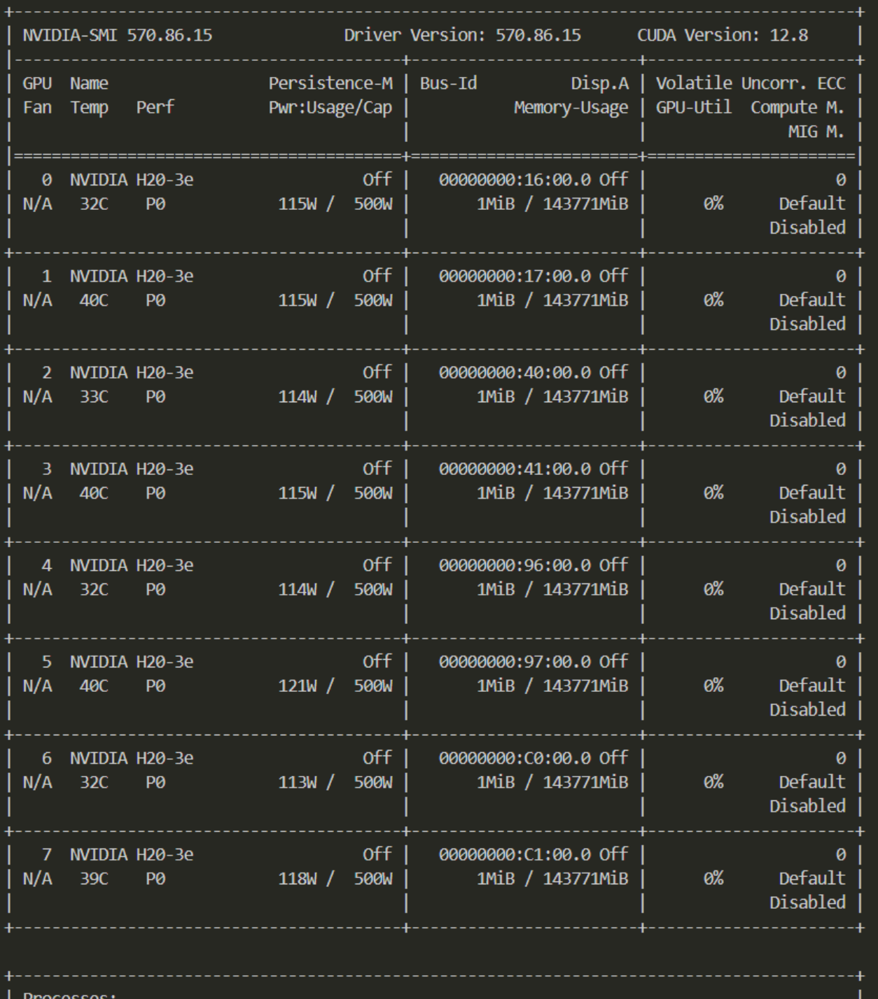 +-----------------------------------------------------------------------------------------+
| NVIDIA-SMI 570.86.15              Driver Version: 570.86.15      CUDA Version: 12.8     |
|-----------------------------------------+------------------------+----------------------+
| GPU  Name                 Persistence-M | Bus-Id          Disp.A | Volatile Uncorr. ECC |
| Fan  Temp   Perf          Pwr:Usage/Cap |           Memory-Usage | GPU-Util  Compute M. |
|                                         |                        |               MIG M. |
|=========================================+========================+======================|
|   0  NVIDIA H20-3e                  Off |   00000000:16:00.0 Off |                    0 |
| N/A   32C    P0            115W /  500W |       1MiB / 143771MiB |      0%      Default |
|                                         |                        |             Disabled |
+-----------------------------------------+------------------------+----------------------+
|   1  NVIDIA H20-3e                  Off |   00000000:17:00.0 Off |                    0 |
| N/A   40C    P0            115W /  500W |       1MiB / 143771MiB |      0%      Default |
|                                         |                        |             Disabled |
+-----------------------------------------+------------------------+----------------------+
|   2  NVIDIA H20-3e                  Off |   00000000:40:00.0 Off |                    0 |
| N/A   33C    P0            114W /  500W |       1MiB / 143771MiB |      0%      Default |
|                                         |                        |             Disabled |
+-----------------------------------------+------------------------+----------------------+
|   3  NVIDIA H20-3e                  Off |   00000000:41:00.0 Off |                    0 |
| N/A   40C    P0            115W /  500W |       1MiB / 143771MiB |      0%      Default |
|                                         |                        |             Disabled |
+-----------------------------------------+------------------------+----------------------+
|   4  NVIDIA H20-3e                  Off |   00000000:96:00.0 Off |                    0 |
| N/A   32C    P0            114W /  500W |       1MiB / 143771MiB |      0%      Default |
|                                         |                        |             Disabled |
+-----------------------------------------+------------------------+----------------------+
|   5  NVIDIA H20-3e                  Off |   00000000:97:00.0 Off |                    0 |
| N/A   40C    P0            121W /  500W |       1MiB / 143771MiB |      0%      Default |
|                                         |                        |             Disabled |
+-----------------------------------------+------------------------+----------------------+
|   6  NVIDIA H20-3e                  Off |   00000000:C0:00.0 Off |                    0 |
| N/A   32C    P0            113W /  500W |       1MiB / 143771MiB |      0%      Default |
|                                         |                        |             Disabled |
+-----------------------------------------+------------------------+----------------------+
|   7  NVIDIA H20-3e                  Off |   00000000:C1:00.0 Off |                    0 |
| N/A   39C    P0            118W /  500W |       1MiB / 143771MiB |      0%      Default |
|                                         |                        |             Disabled |
+-----------------------------------------+------------------------+----------------------+
+-----------------------------------------------------------------------------------------+
| Processes:                                                                              |